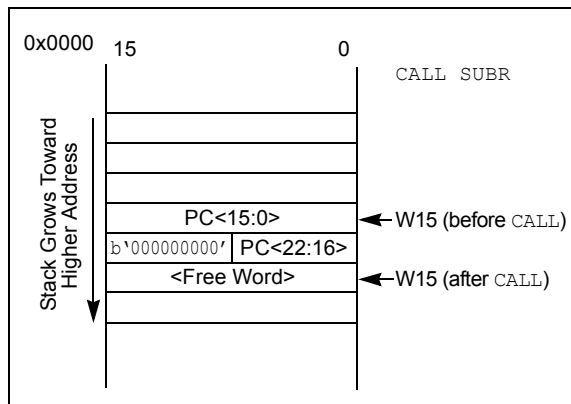 0x0000 15 0
CALL SUBR
Stack Grows Toward
Higher Address
PC<15:0>
W15 (before CALL)
b‘000000000’ PC<22:16>
<Free Word>
W15 (after CALL)